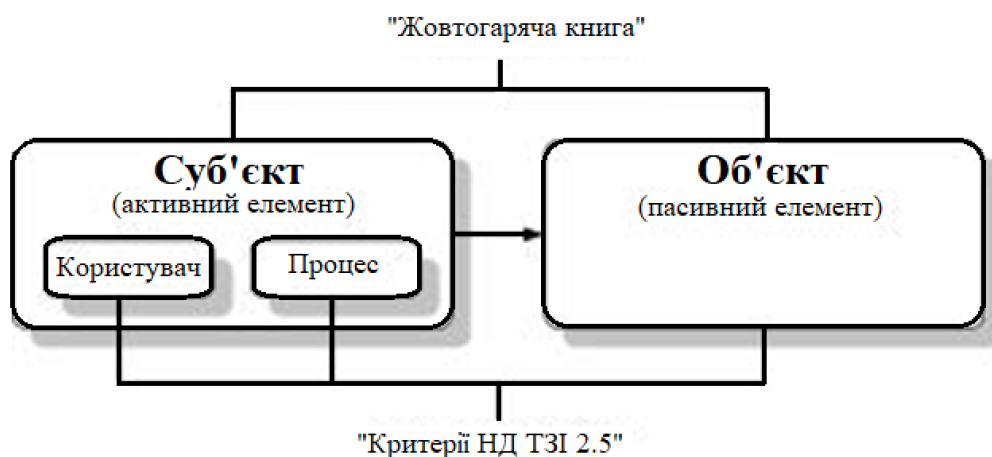 "Жовтогаряча книга"
Суб'єкт
(активний елемент)
Користувач
Процес
Об'єкт
(пасивний елемент)
"Критерії НД ТЗІ 2.5"